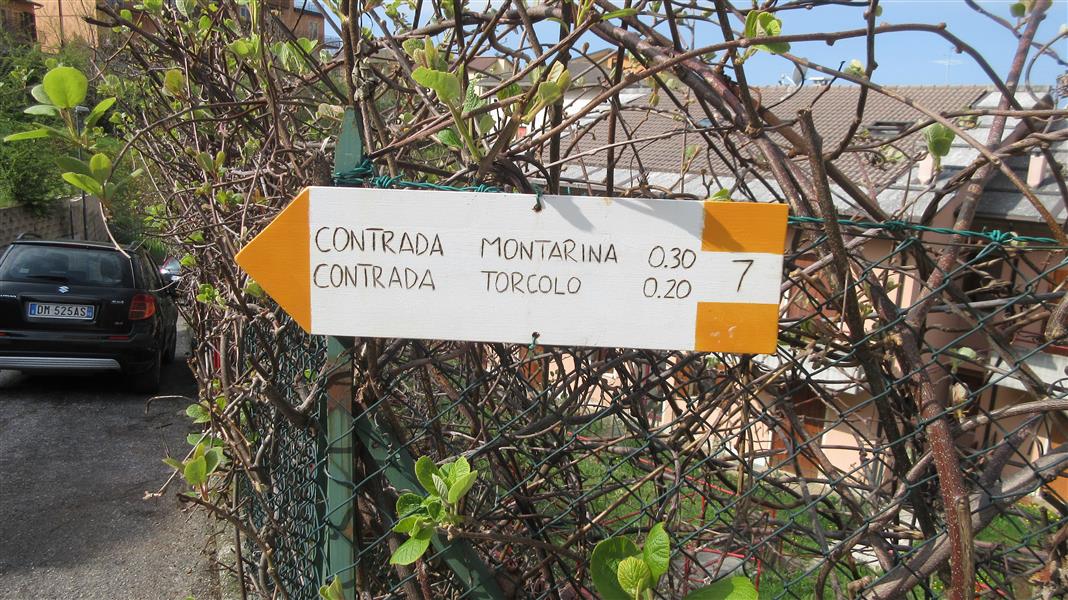 CONTRADA MONTARINA 0.30
CONTRADA TORCOLO 0.20
7
DM 525AS